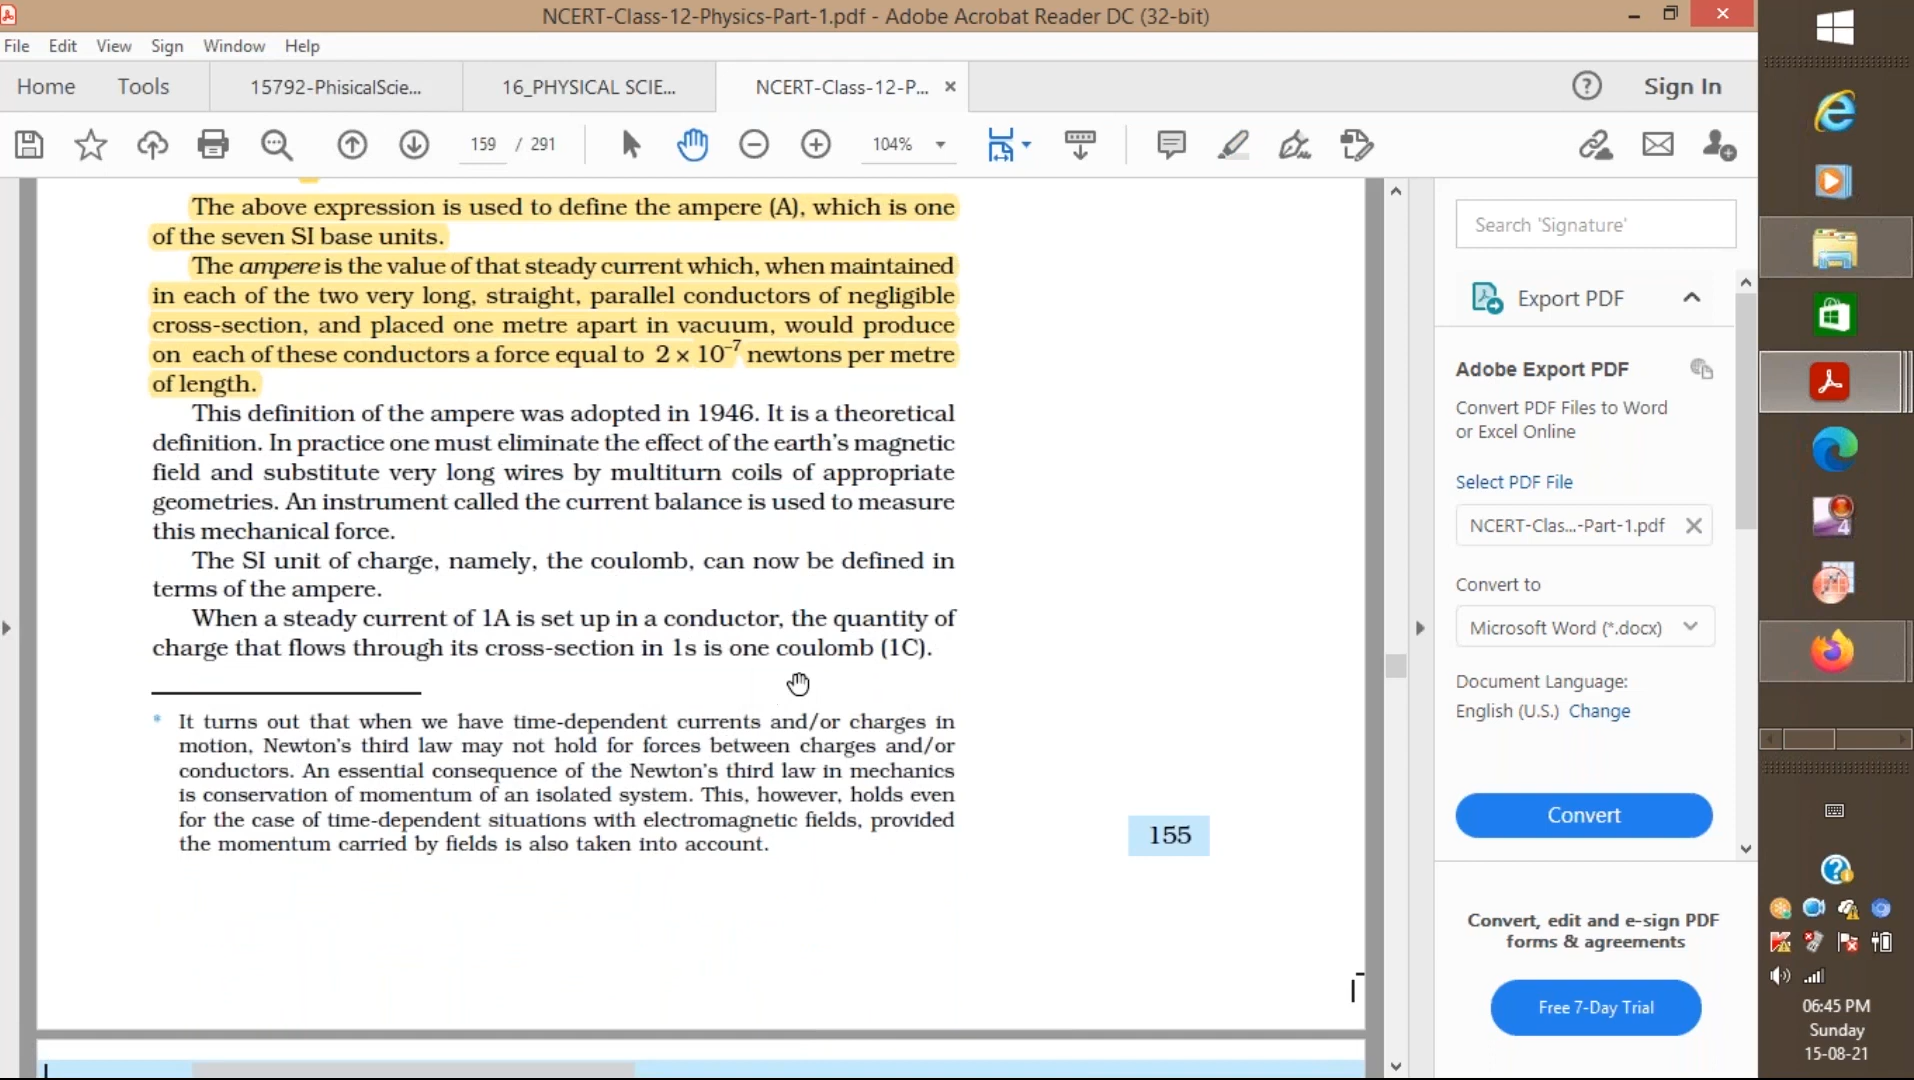 NCERT-Class-12-Physics-Part-1.pdf - Adobe Acrobat Reader DC (32-bit)
File Edit View Sign Window Help
Home Tools 15792-PhisicalScie... 16_PHYSICAL SCIE... NCERT-Class-12-P... Sign In
159 / 291 104%
The above expression is used to define the ampere (A), which is one
of the seven SI base units.
The ampere is the value of that steady current which, when maintained
in each of the two very long, straight, parallel conductors of negligible
cross-section, and placed one metre apart in vacuum, would produce
on each of these conductors a force equal to 2 × 10⁻⁷ newtons per metre
of length.
This definition of the ampere was adopted in 1946. It is a theoretical
definition. In practice one must eliminate the effect of the earth's magnetic
field and substitute very long wires by multiturn coils of appropriate
geometries. An instrument called the current balance is used to measure
this mechanical force.
The SI unit of charge, namely, the coulomb, can now be defined in
terms of the ampere.
When a steady current of 1A is set up in a conductor, the quantity of
charge that flows through its cross-section in 1s is one coulomb (1C).
* It turns out that when we have time-dependent currents and/or charges in
motion, Newton's third law may not hold for forces between charges and/or
conductors. An essential consequence of the Newton's third law in mechanics
is conservation of momentum of an isolated system. This, however, holds even
for the case of time-dependent situations with electromagnetic fields, provided
the momentum carried by fields is also taken into account.
155
Search 'Signature'
Export PDF
Adobe Export PDF
Convert PDF Files to Word
or Excel Online
Select PDF File
NCERT-Clas...-Part-1.pdf
Convert to
Microsoft Word (*.docx)
Document Language:
English (U.S.) Change
Convert
Convert, edit and e-sign PDF
forms & agreements
Free 7-Day Trial
4
06:45 PM
Sunday
15-08-21